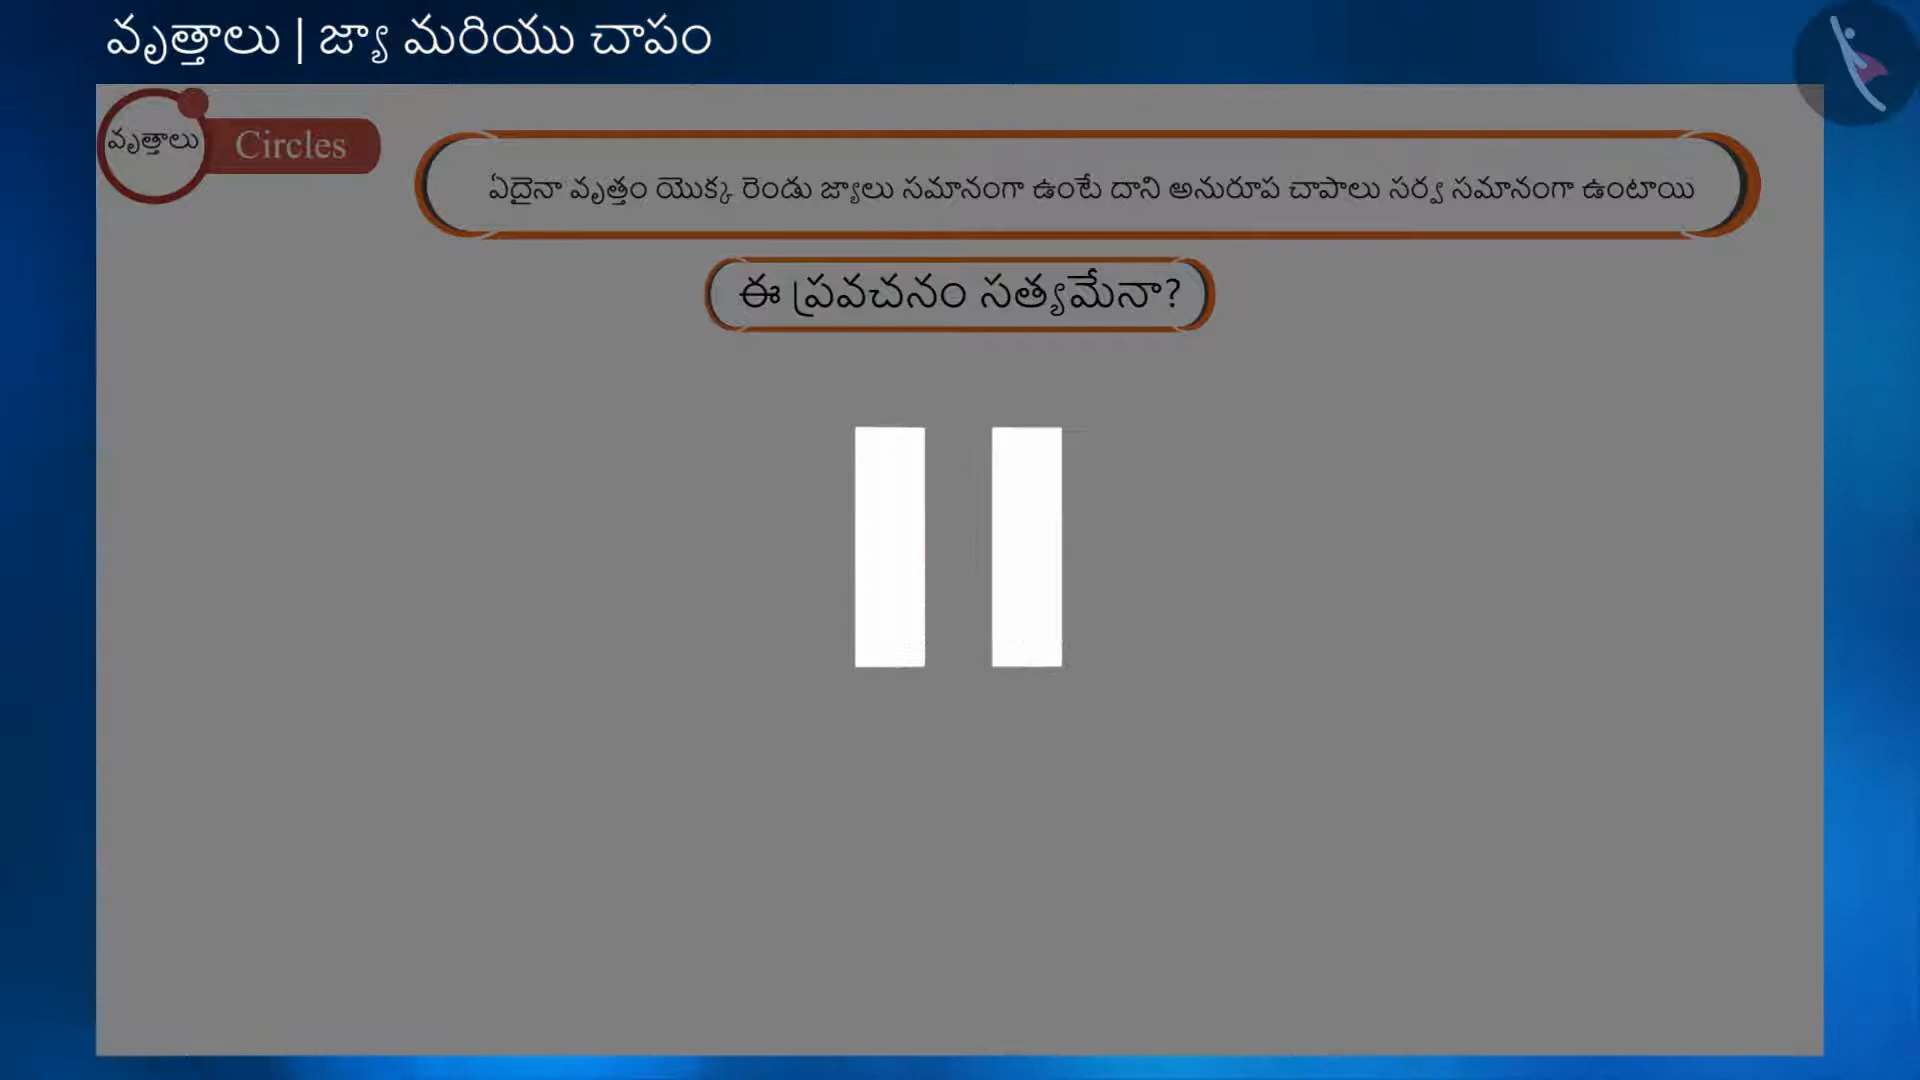 వృత్తాలు | జ్యా మరియు చాపం
వృత్తాలు
Circles
ఏదైనా వృత్తం యొక్క రెండు జ్యాలు సమానంగా ఉంటే దాని అనురూప చాపాలు సర్వ సమానంగా ఉంటాయి
ఈ ప్రవచనం సత్యమేనా?